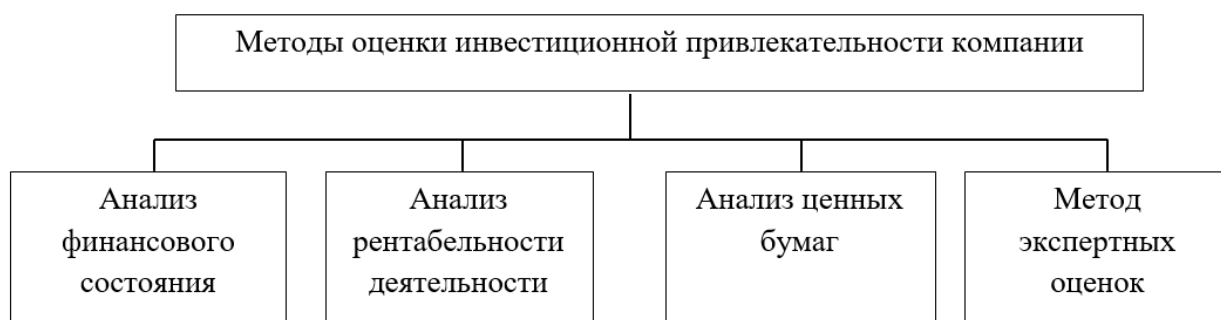 Методы оценки инвестиционной привлекательности компании
Анализ
финансового
состояния
Анализ
рентабельности
деятельности
Анализ ценных
бумаг
Метод
экспертных
оценок